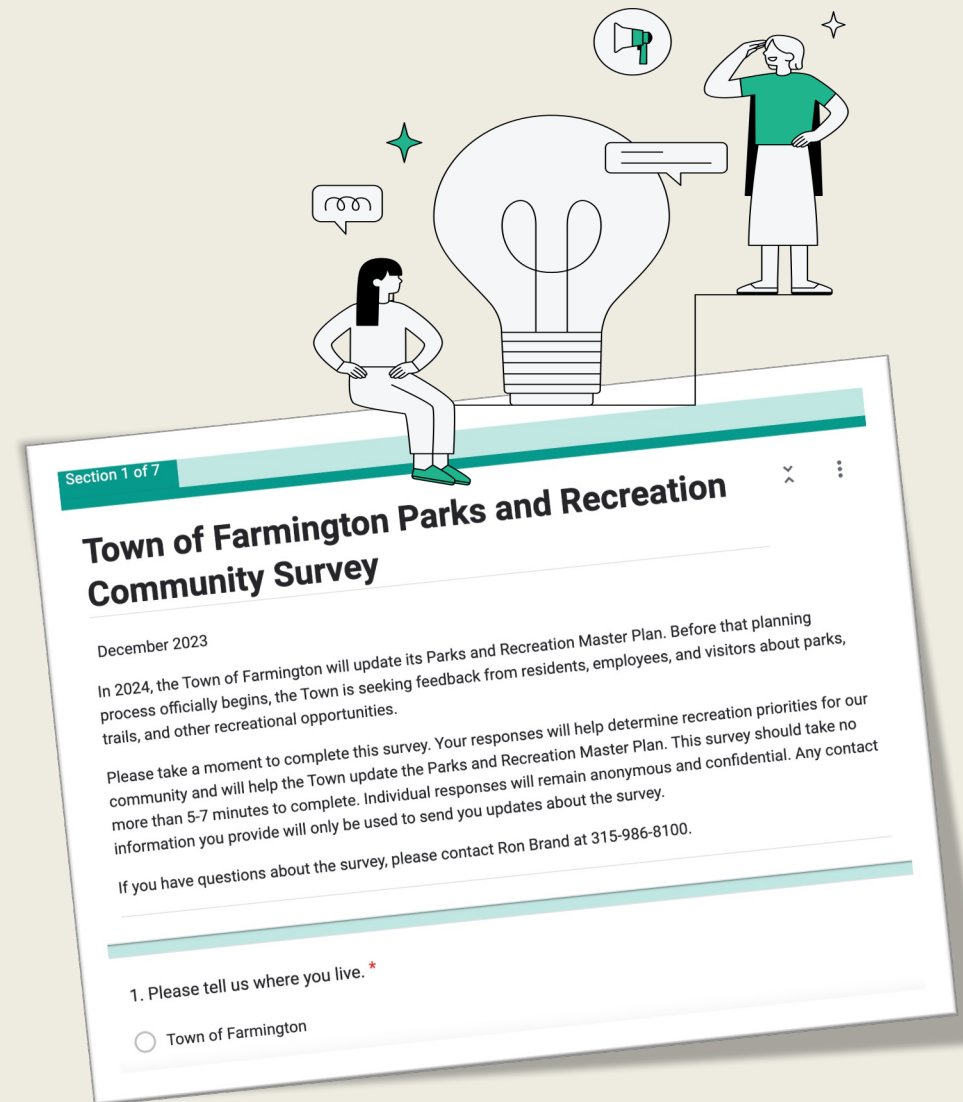 Section 1 of 7
Town of Farmington Parks and Recreation
Community Survey
December 2023
In 2024, the Town of Farmington will update its Parks and Recreation Master Plan. Before that planning
process officially begins, the Town is seeking feedback from residents, employees, and visitors about parks,
trails, and other recreational opportunities.
Please take a moment to complete this survey. Your responses will help determine recreation priorities for our
community and will help the Town update the Parks and Recreation Master Plan. This survey should take no
more than 5-7 minutes to complete. Individual responses will remain anonymous and confidential. Any contact
information you provide will only be used to send you updates about the survey.
If you have questions about the survey, please contact Ron Brand at 315-986-8100.
1. Please tell us where you live. *
Town of Farmington